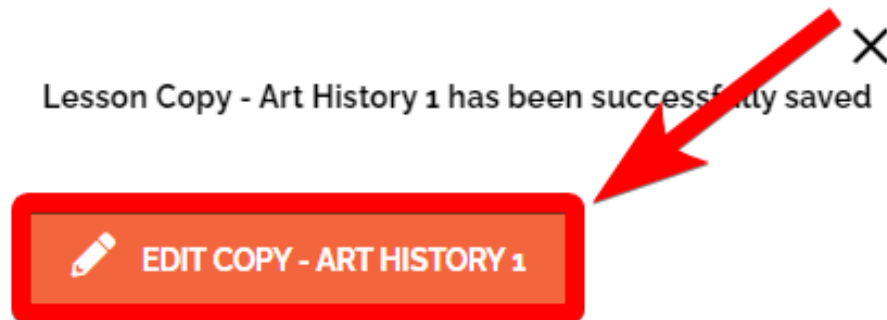 Lesson Copy - Art History 1 has been successfully saved
EDIT COPY - ART HISTORY 1